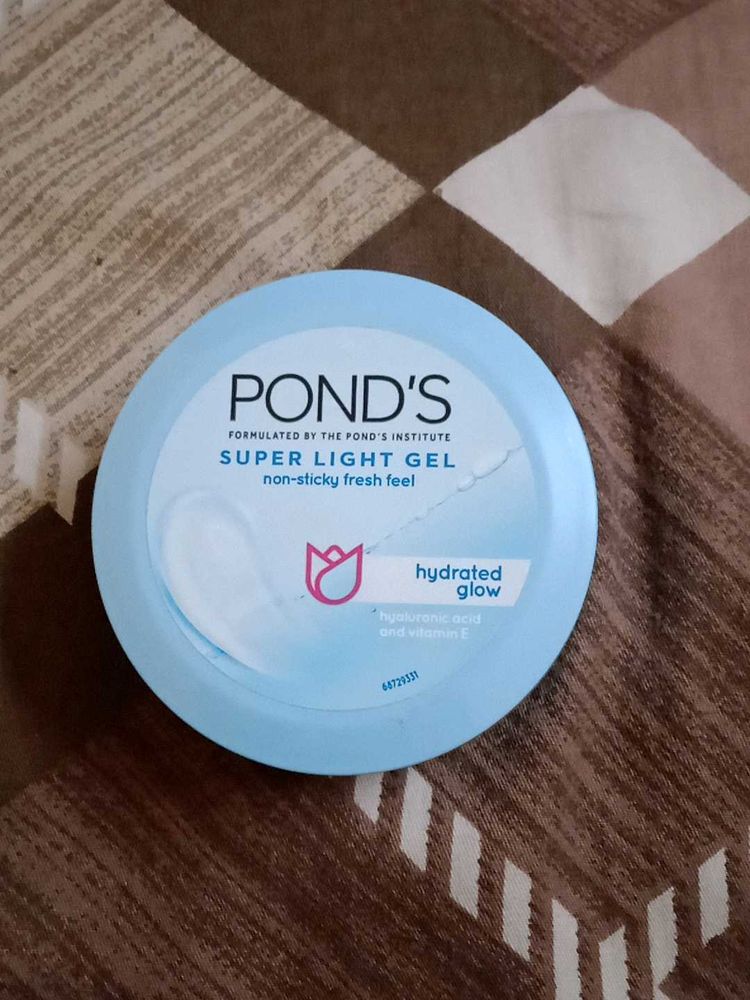 POND'S
FORMULATED BY THE POND'S INSTITUTE
SUPER LIGHT GEL
non-sticky fresh feel
hydrated
glow
hyaluronic acid
and vitamin E
68729331